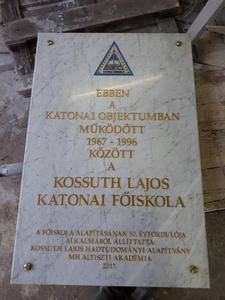 EBBEN
A
KATONAI OBJEKTUMBAN
MŰKÖDÖTT
1967 - 1996
KÖZÖTT
A
KOSSUTH LAJOS
KATONAI FŐISKOLA
A FŐISKOLA ALAPÍTÁSÁNAK 50. ÉVFORDULÓJA
ALKALMÁBÓL ÁLLÍTTATTA:
KOSSUTH LAJOS HADTUDOMÁNYI ALAPÍTVÁNY
MH ALTISZTI AKADÉMIA
2017.